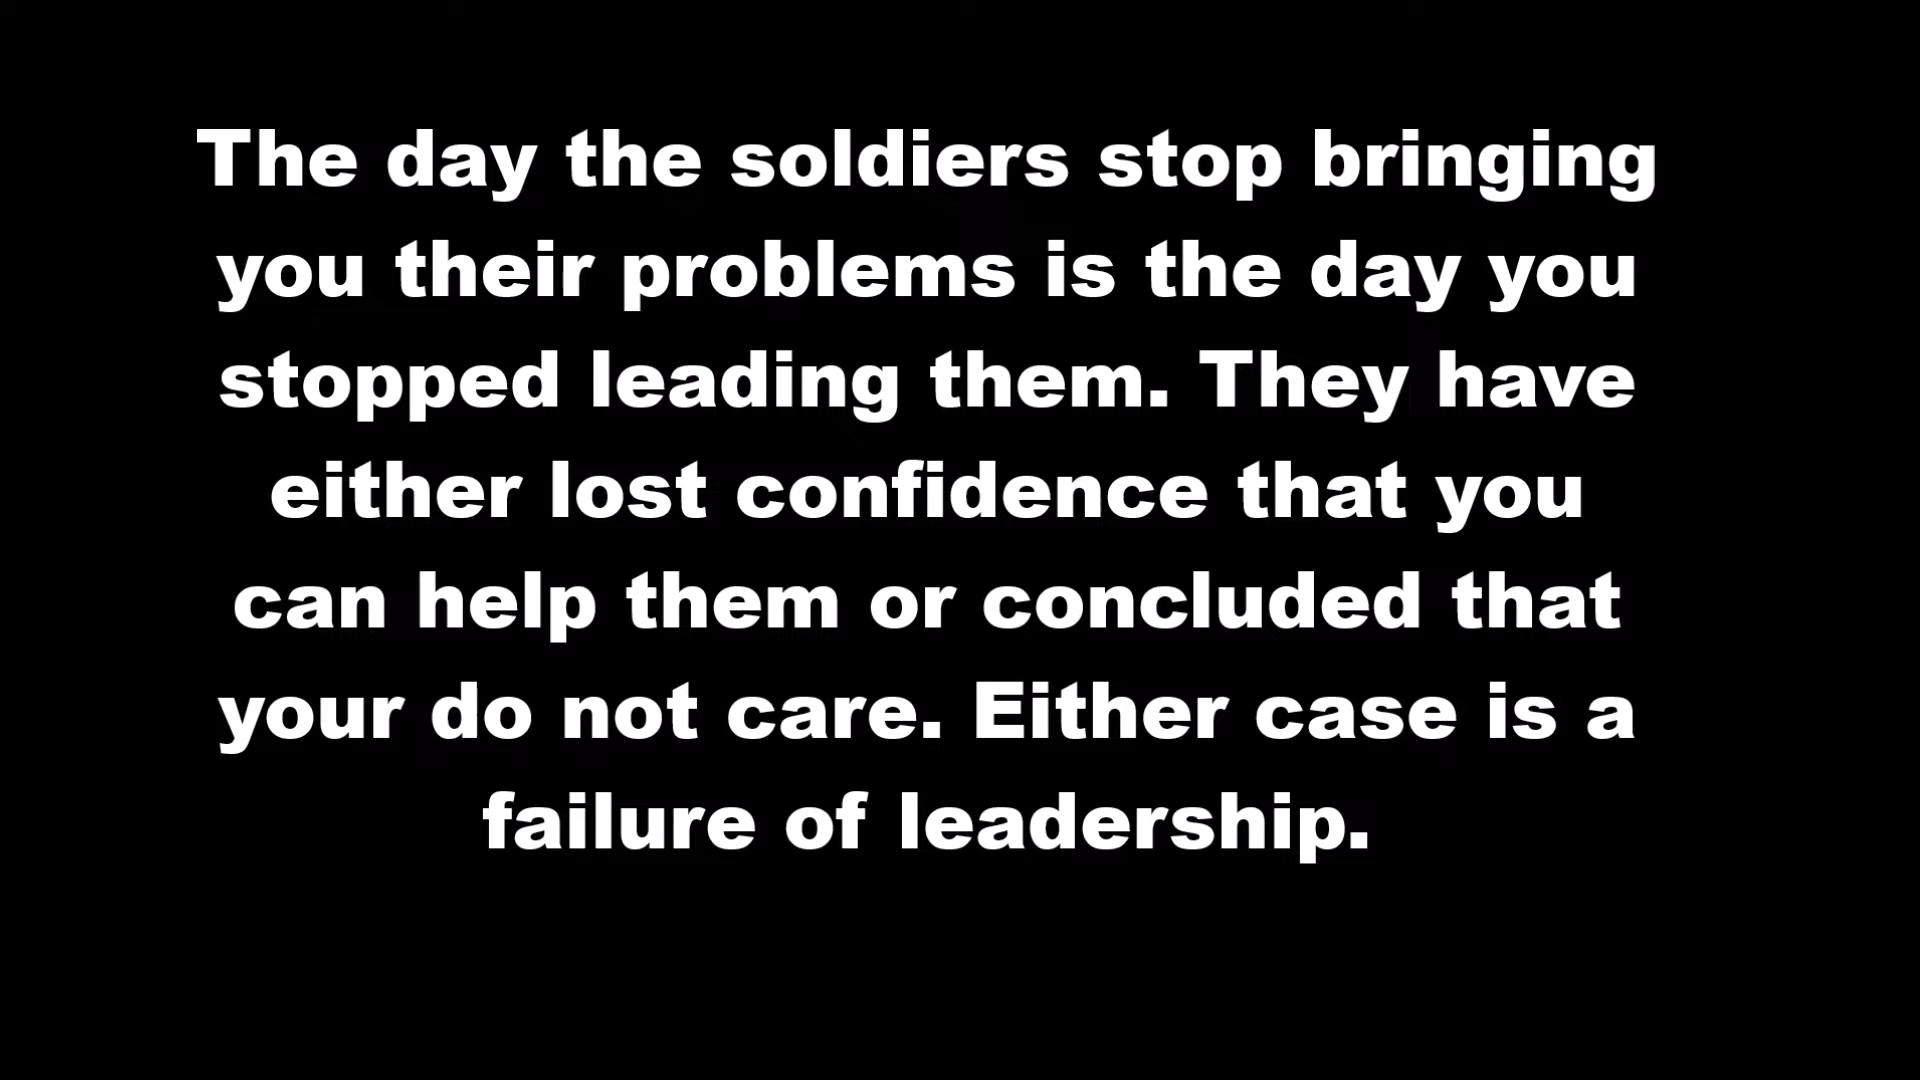 The day the soldiers stop bringing
you their problems is the day you
stopped leading them. They have
either lost confidence that you
can help them or concluded that
your do not care. Either case is a
failure of leadership.